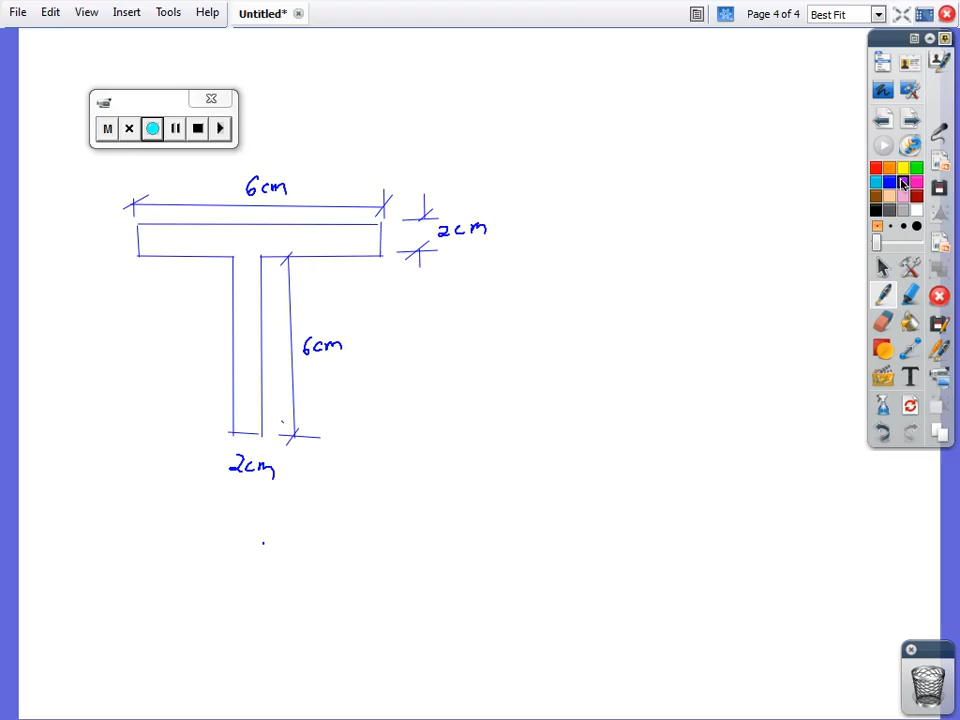 File Edit View Insert Tools Help Untitled* Page 4 of 4 Best Fit
M
6cm
2cm
6cm
2cm
T